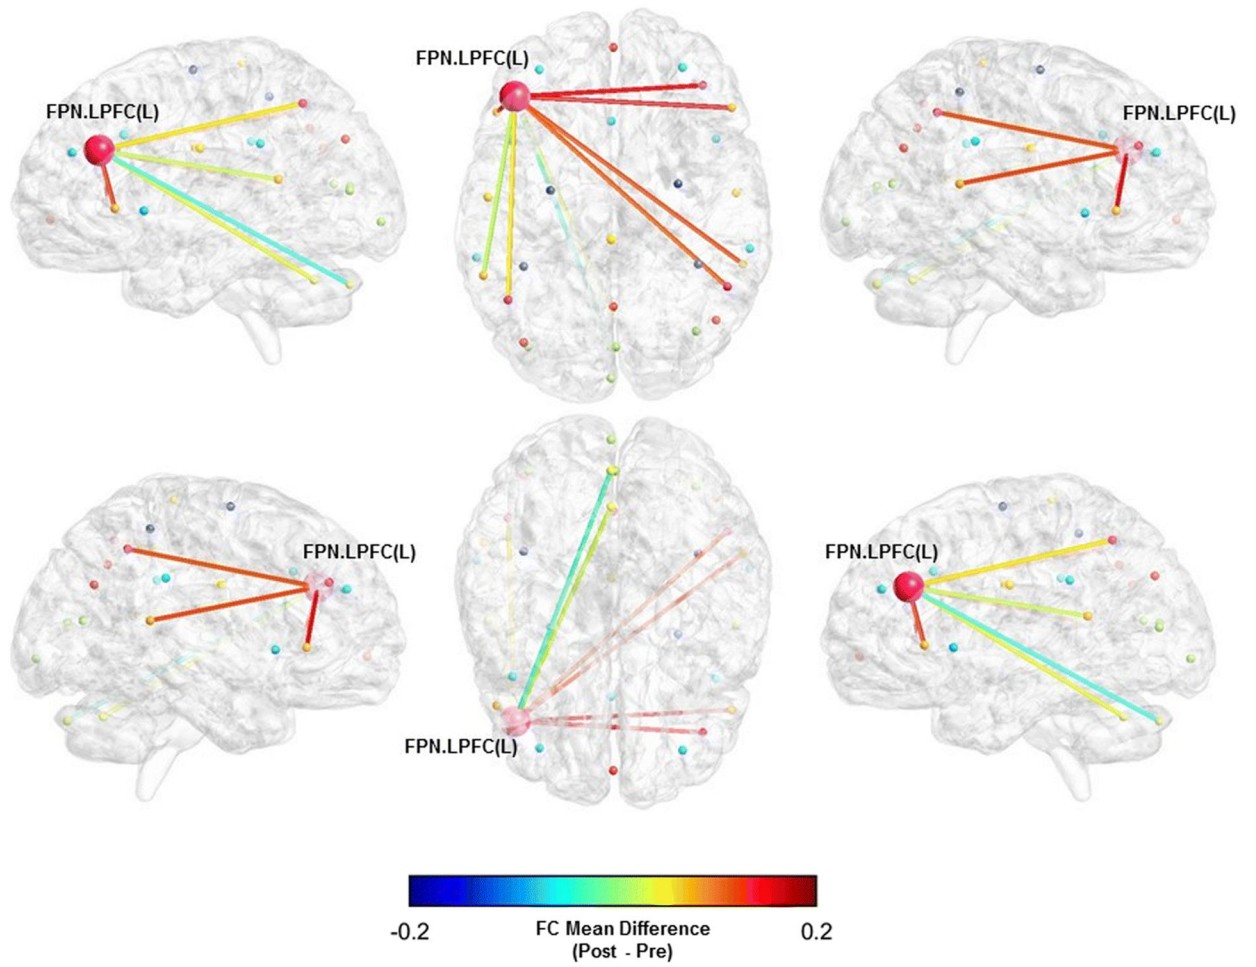 FPN.LPFC(L)
FPN.LPFC(L)
FPN.LPFC(L)
FPN.LPFC(L)
FPN.LPFC(L)
FPN.LPFC(L)
-0.2
FC Mean Difference
(Post - Pre)
0.2